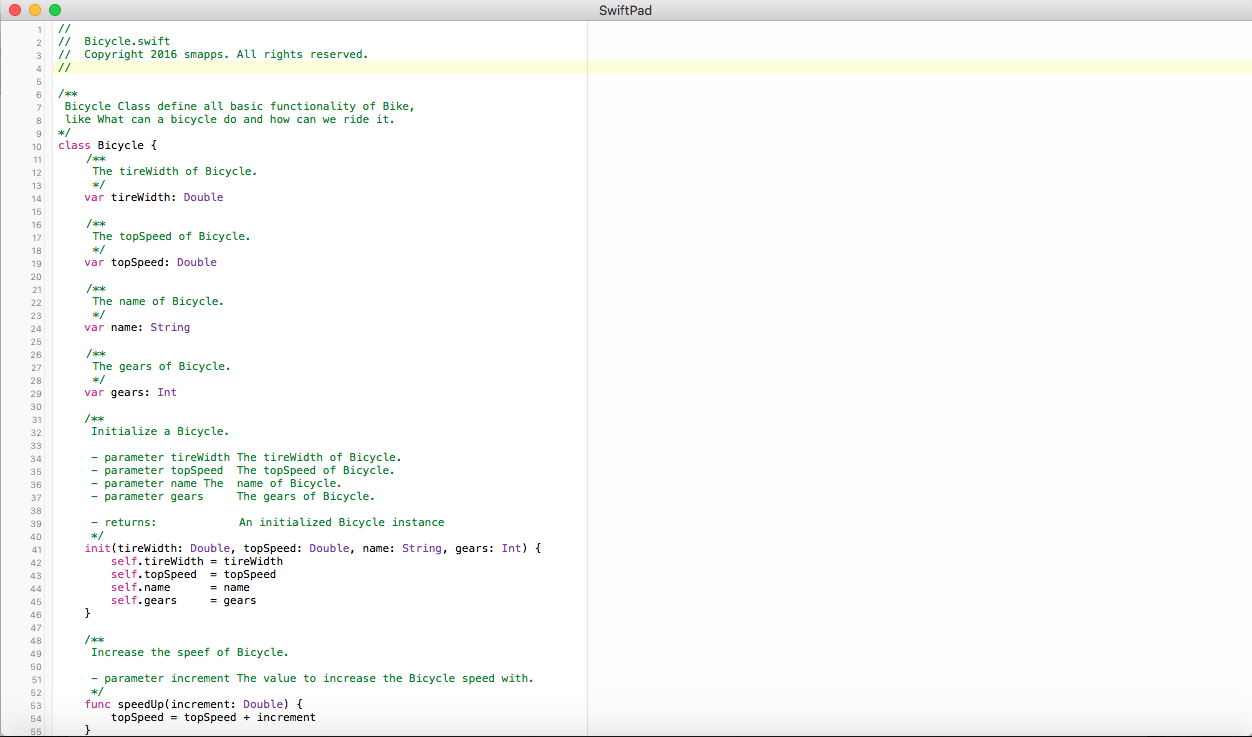 SwiftPad
1 //
2 //  Bicycle.swift
3 //  Copyright 2016 smapps. All rights reserved.
4 //
5
6 /**
7  Bicycle Class define all basic functionality of Bike,
8  like What can a bicycle do and how can we ride it.
9 */
10 class Bicycle {
11     /**
12      The tireWidth of Bicycle.
13      */
14     var tireWidth: Double
15
16     /**
17      The topSpeed of Bicycle.
18      */
19     var topSpeed: Double
20
21     /**
22      The name of Bicycle.
23      */
24     var name: String
25
26     /**
27      The gears of Bicycle.
28      */
29     var gears: Int
30
31     /**
32      Initialize a Bicycle.
33
34      - parameter tireWidth The tireWidth of Bicycle.
35      - parameter topSpeed  The topSpeed of Bicycle.
36      - parameter name The  name of Bicycle.
37      - parameter gears     The gears of Bicycle.
38
39      - returns:            An initialized Bicycle instance
40      */
41     init(tireWidth: Double, topSpeed: Double, name: String, gears: Int) {
42         self.tireWidth = tireWidth
43         self.topSpeed  = topSpeed
44         self.name      = name
45         self.gears     = gears
46     }
47
48     /**
49      Increase the speef of Bicycle.
50
51      - parameter increment The value to increase the Bicycle speed with.
52      */
53     func speedUp(increment: Double) {
54         topSpeed = topSpeed + increment
55     }